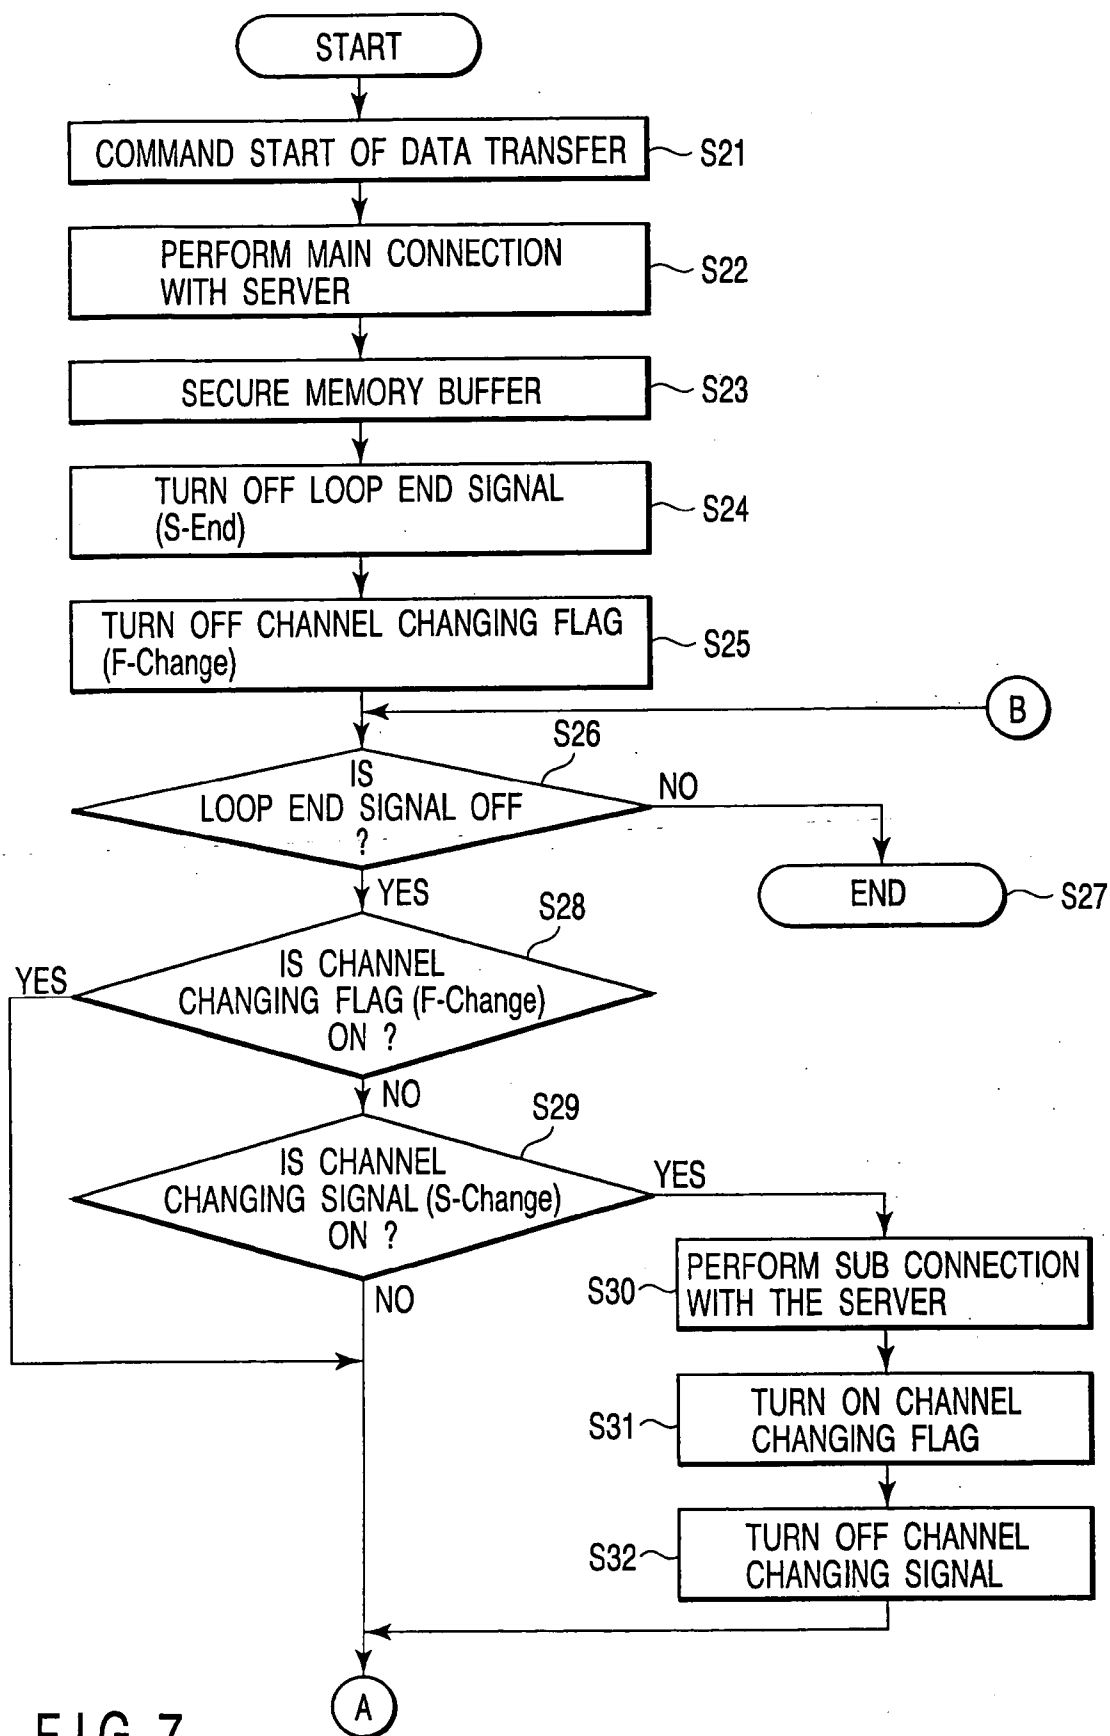 START
COMMAND START OF DATA TRANSFER
S21
PERFORM MAIN CONNECTION
WITH SERVER
S22
SECURE MEMORY BUFFER
S23
TURN OFF LOOP END SIGNAL
(S-End)
S24
TURN OFF CHANNEL CHANGING FLAG
(F-Change)
S25
B
S26
IS
LOOP END SIGNAL OFF
?
NO
YES
END
S27
S28
IS CHANNEL
CHANGING FLAG (F-Change)
ON ?
YES
NO
S29
IS CHANNEL
CHANGING SIGNAL (S-Change)
ON ?
YES
NO
S30
PERFORM SUB CONNECTION
WITH THE SERVER
S31
TURN ON CHANNEL
CHANGING FLAG
S32
TURN OFF CHANNEL
CHANGING SIGNAL
A
FIG. 7